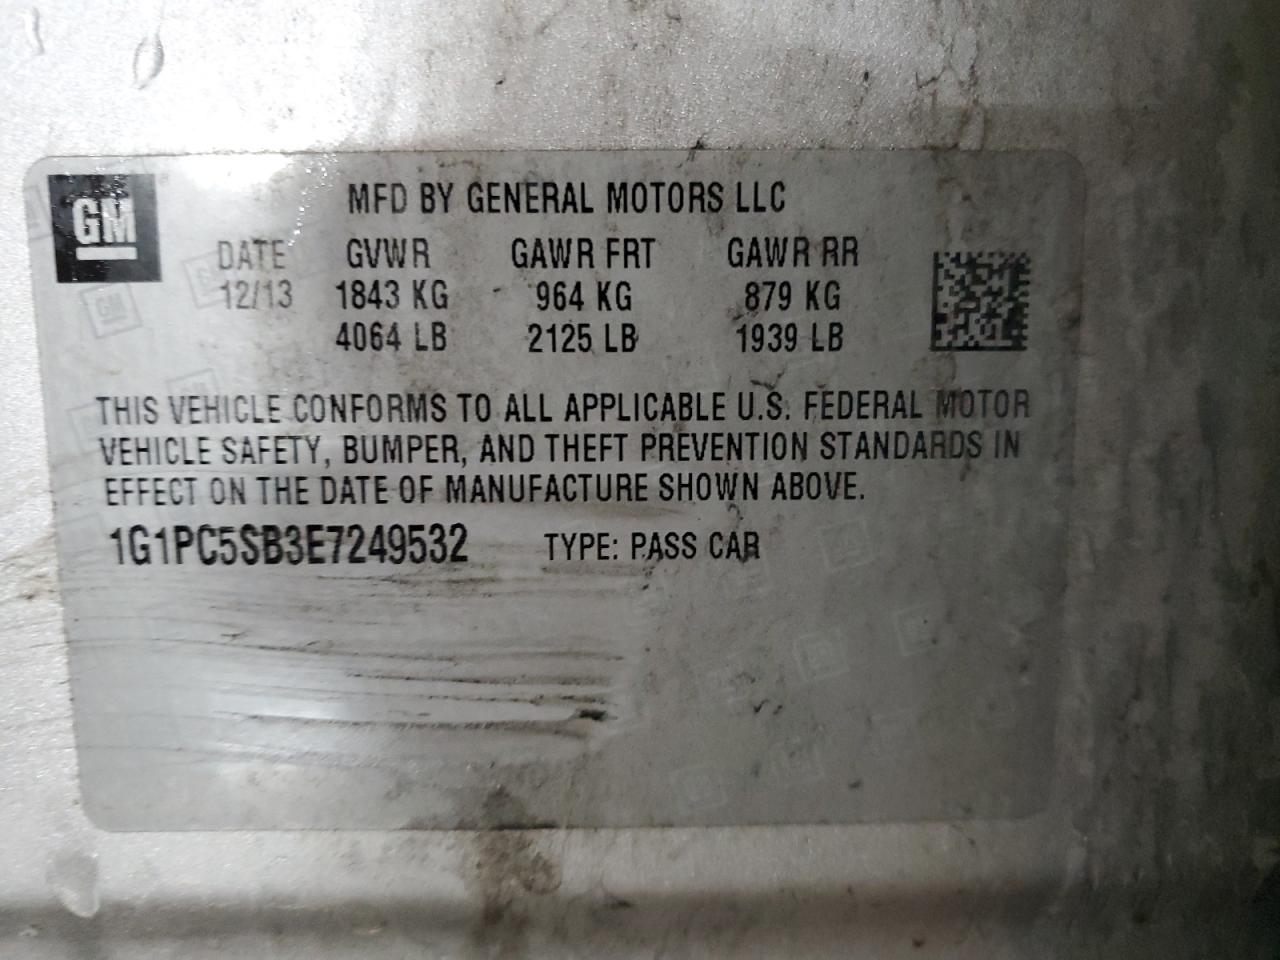 GM
MFD BY GENERAL MOTORS LLC
DATE GVWR GAWR FRT GAWR RR
12/13 1843 KG 964 KG 879 KG
4064 LB 2125 LB 1939 LB
THIS VEHICLE CONFORMS TO ALL APPLICABLE U.S. FEDERAL MOTOR
VEHICLE SAFETY, BUMPER, AND THEFT PREVENTION STANDARDS IN
EFFECT ON THE DATE OF MANUFACTURE SHOWN ABOVE.
1G1PC5SB3E7249532 TYPE: PASS CAR